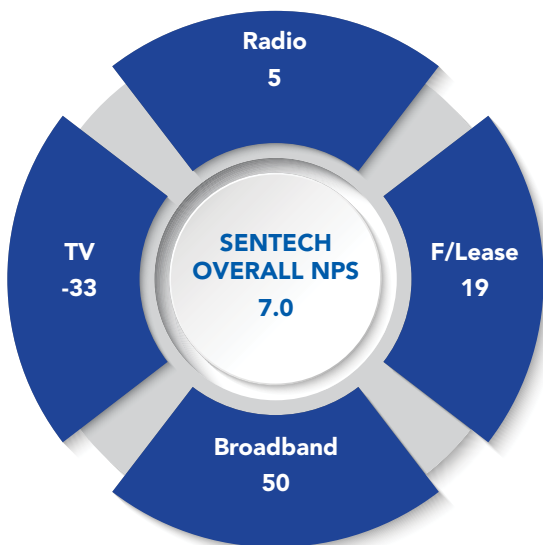 Radio
5
TV
-33
SENTECH
OVERALL NPS
7.0
F/Lease
19
Broadband
50